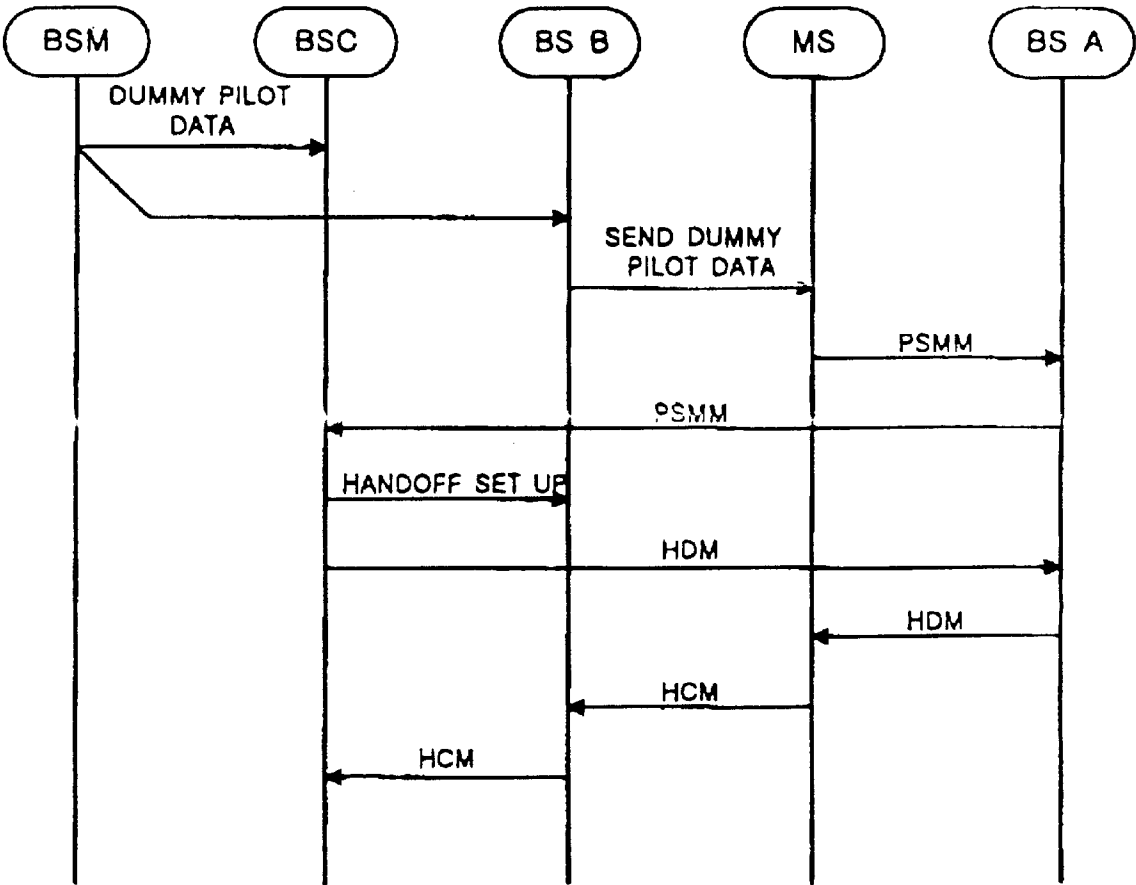 BSM
BSC
BS B
MS
BS A
DUMMY PILOT
DATA
SEND DUMMY
PILOT DATA
PSMM
PSMM
HANDOFF SET UP
HDM
HDM
HCM
HCM